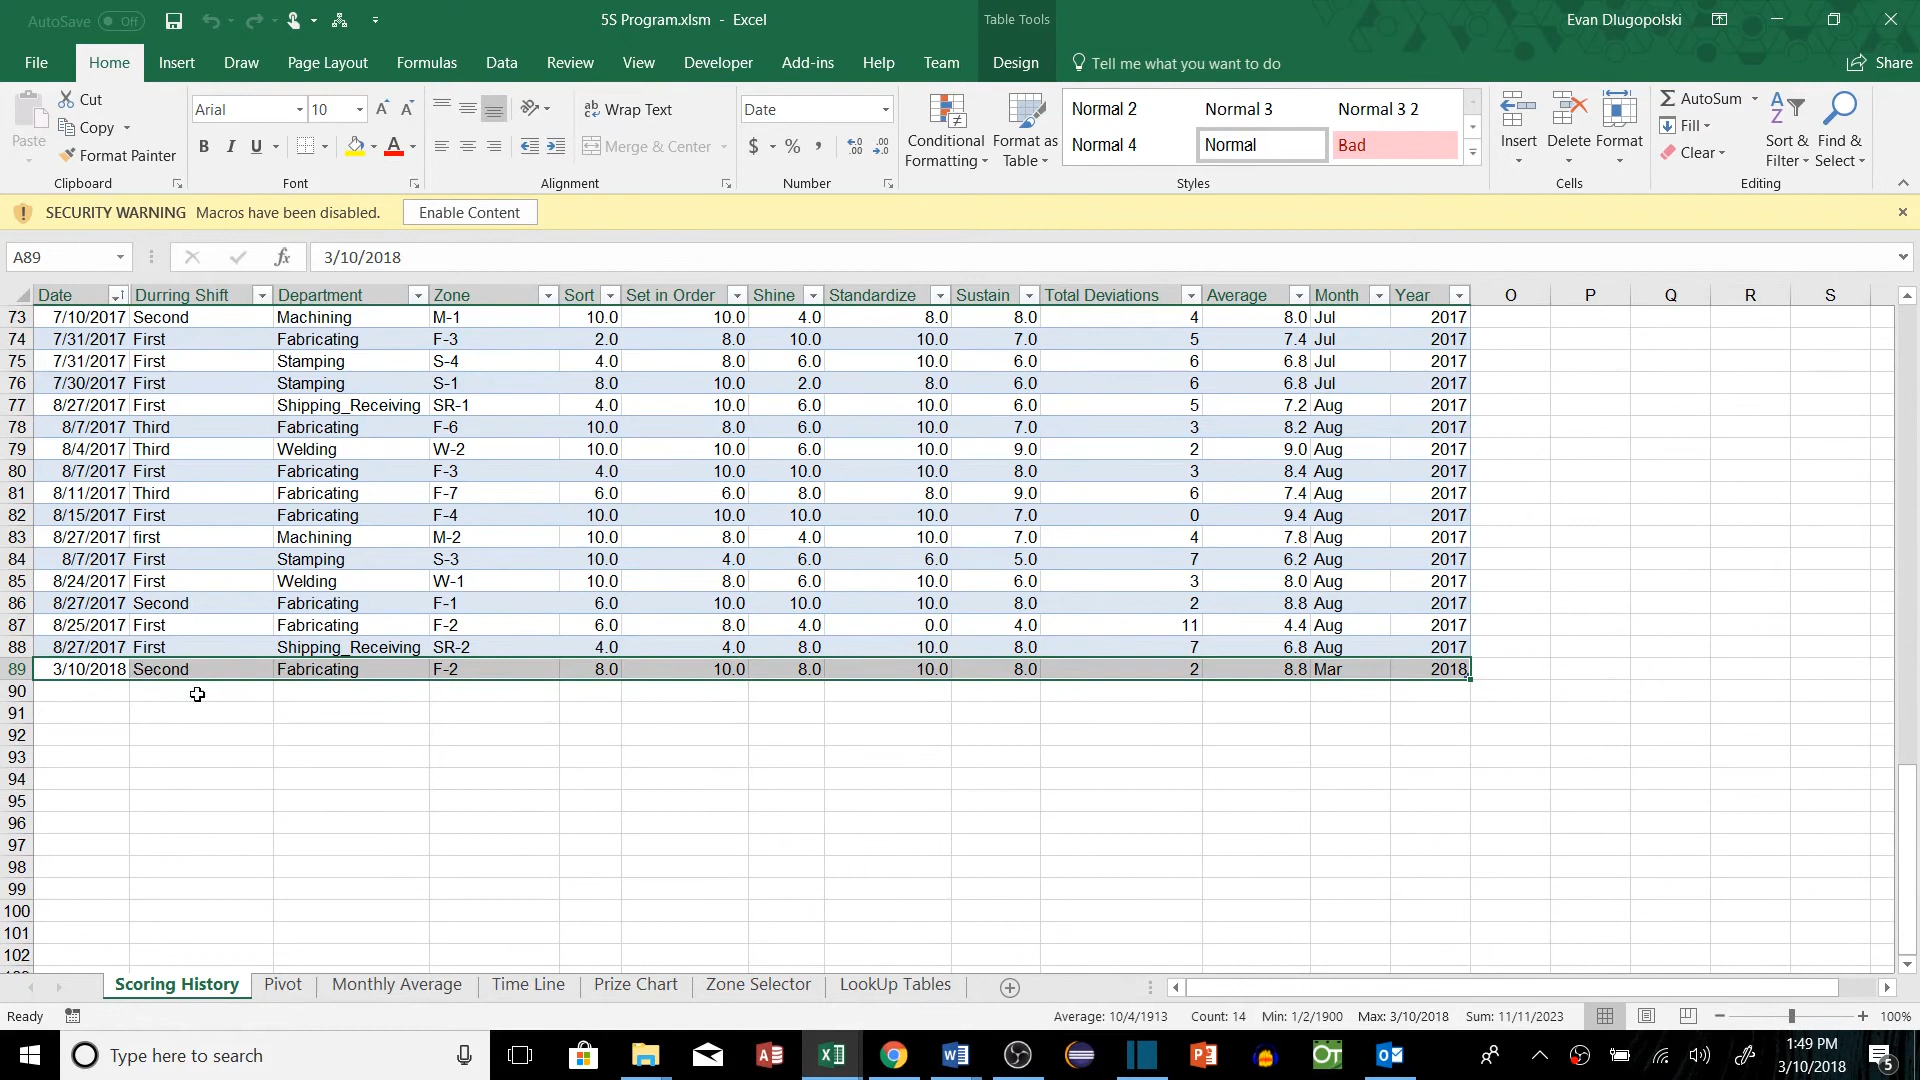 AutoSave Off 5S Program.xlsm - Excel Table Tools Evan Dlugopolski
File Home Insert Draw Page Layout Formulas Data Review View Developer Add-ins Help Team Design Tell me what you want to do Share
Paste Cut Copy Format Painter Clipboard
Arial 10 B I U A Font
Wrap Text Merge & Center Alignment
Date $ % , Number
Conditional Formatting Format as Table Normal 2 Normal 3 Normal 3 2 Normal 4 Normal Bad Styles
Insert Delete Format Cells
AutoSum Fill Clear Sort & Filter Find & Select Editing
SECURITY WARNING Macros have been disabled. Enable Content
A89 fx 3/10/2018
Date Durring Shift Department Zone Sort Set in Order Shine Standardize Sustain Total Deviations Average Month Year O P Q R S
73 7/10/2017 Second Machining M-1 10.0 10.0 4.0 8.0 8.0 4 8.0 Jul 2017
74 7/31/2017 First Fabricating F-3 2.0 8.0 10.0 10.0 7.0 5 7.4 Jul 2017
75 7/31/2017 First Stamping S-4 4.0 8.0 6.0 10.0 6.0 6 6.8 Jul 2017
76 7/30/2017 First Stamping S-1 8.0 10.0 2.0 8.0 6.0 6 6.8 Jul 2017
77 8/27/2017 First Shipping_Receiving SR-1 4.0 10.0 6.0 10.0 6.0 5 7.2 Aug 2017
78 8/7/2017 Third Fabricating F-6 10.0 8.0 6.0 10.0 7.0 3 8.2 Aug 2017
79 8/4/2017 Third Welding W-2 10.0 10.0 6.0 10.0 9.0 2 9.0 Aug 2017
80 8/7/2017 First Fabricating F-3 4.0 10.0 10.0 10.0 8.0 3 8.4 Aug 2017
81 8/11/2017 Third Fabricating F-7 6.0 6.0 8.0 8.0 9.0 6 7.4 Aug 2017
82 8/15/2017 First Fabricating F-4 10.0 10.0 10.0 10.0 7.0 0 9.4 Aug 2017
83 8/27/2017 first Machining M-2 10.0 8.0 4.0 10.0 7.0 4 7.8 Aug 2017
84 8/7/2017 First Stamping S-3 10.0 4.0 6.0 6.0 5.0 7 6.2 Aug 2017
85 8/24/2017 First Welding W-1 10.0 8.0 6.0 10.0 6.0 3 8.0 Aug 2017
86 8/27/2017 Second Fabricating F-1 6.0 10.0 10.0 10.0 8.0 2 8.8 Aug 2017
87 8/25/2017 First Fabricating F-2 6.0 8.0 4.0 0.0 4.0 11 4.4 Aug 2017
88 8/27/2017 First Shipping_Receiving SR-2 4.0 4.0 8.0 10.0 8.0 7 6.8 Aug 2017
89 3/10/2018 Second Fabricating F-2 8.0 10.0 8.0 10.0 8.0 2 8.8 Mar 2018
90
91
92
93
94
95
96
97
98
99
100
101
102
Scoring History Pivot Monthly Average Time Line Prize Chart Zone Selector LookUp Tables
Ready Average: 10/4/1913 Count: 14 Min: 1/2/1900 Max: 3/10/2018 Sum: 11/11/2023 100%
Type here to search 1:49 PM
3/10/2018 5